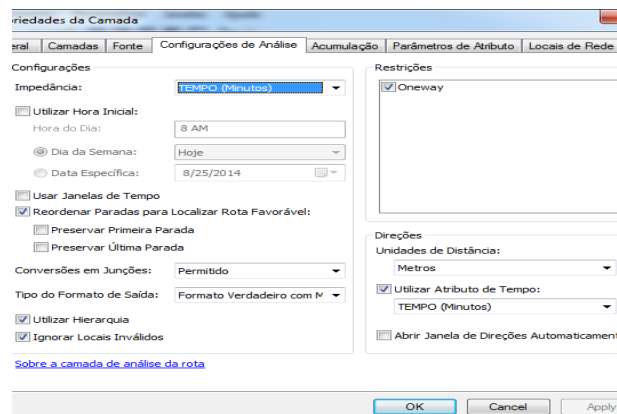 riedades da Camada
eral Camadas Fonte Configurações de Análise Acumulação Parâmetros de Atributo Locais de Rede
Configurações
Impedância: TEMPO (Minutos)
Utilizar Hora Inicial:
Hora do Dia: 8 AM
Dia da Semana: Hoje
Data Específica: 8/25/2014
Usar Janelas de Tempo
Reordenar Paradas para Localizar Rota Favorável:
Preservar Primeira Parada
Preservar Última Parada
Conversões em Junções: Permitido
Tipo do Formato de Saída: Formato Verdadeiro com M
Utilizar Hierarquia
Ignorar Locais Inválidos
Sobre a camada de análise da rota
Restrições
Oneway
Direções
Unidades de Distância:
Metros
Utilizar Atributo de Tempo:
TEMPO (Minutos)
Abrir Janela de Direções Automaticamen
OK Cancel Apply